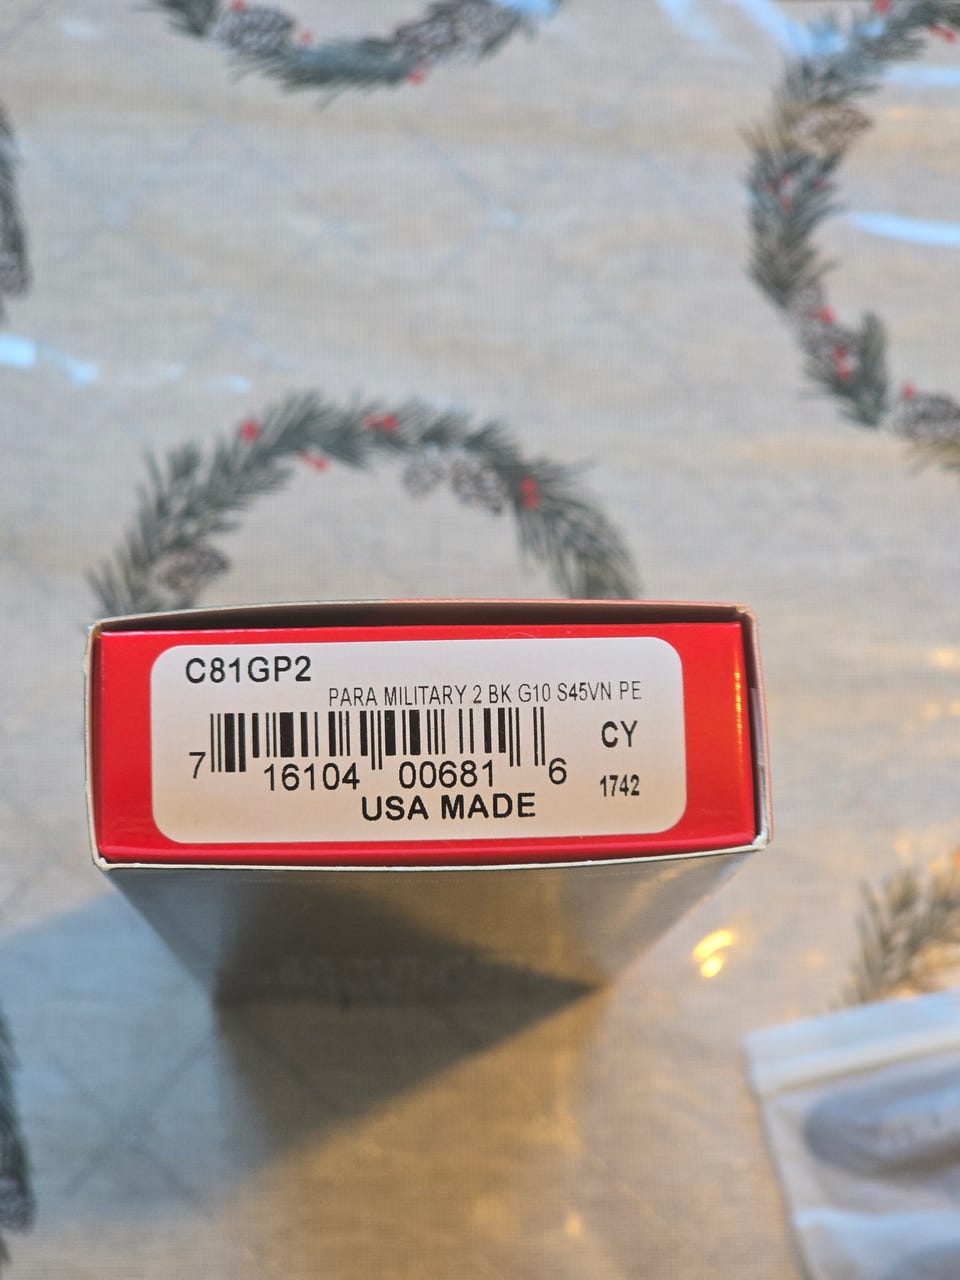 C81GP2
PARA MILITARY 2 BK G10 S45VN PE
CY
7 16104 00681 6
1742
USA MADE